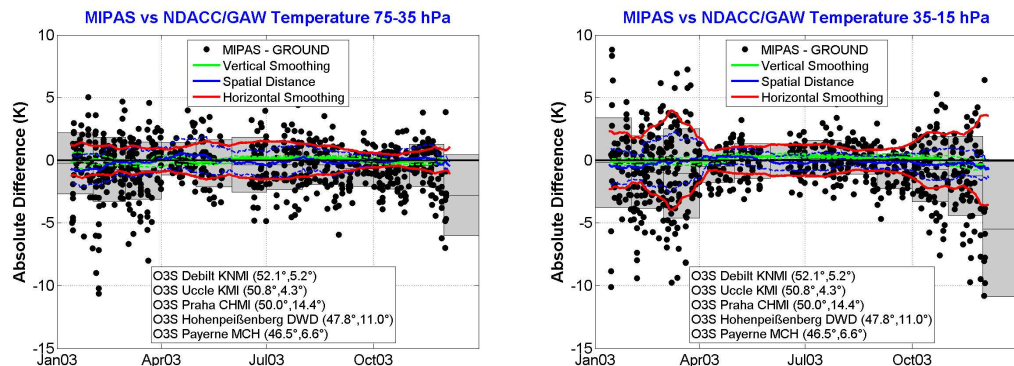 MIPAS vs NDACC/GAW Temperature 75-35 hPa
10
5
0
-5
-10
-15
Absolute Difference (K)
MIPAS - GROUND
Vertical Smoothing
Spatial Distance
Horizontal Smoothing
O3S Debilt KNMI (52.1°,5.2°)
O3S Uccle KMI (50.8°,4.3°)
O3S Praha CHMI (50.0°,14.4°)
O3S Hohenpeißenberg DWD (47.8°,11.0°)
O3S Payerne MCH (46.5°,6.6°)
Jan03 Apr03 Jul03 Oct03
MIPAS vs NDACC/GAW Temperature 35-15 hPa
10
5
0
-5
-10
-15
Absolute Difference (K)
MIPAS - GROUND
Vertical Smoothing
Spatial Distance
Horizontal Smoothing
O3S Debilt KNMI (52.1°,5.2°)
O3S Uccle KMI (50.8°,4.3°)
O3S Praha CHMI (50.0°,14.4°)
O3S Hohenpeißenberg DWD (47.8°,11.0°)
O3S Payerne MCH (46.5°,6.6°)
Jan03 Apr03 Jul03 Oct03